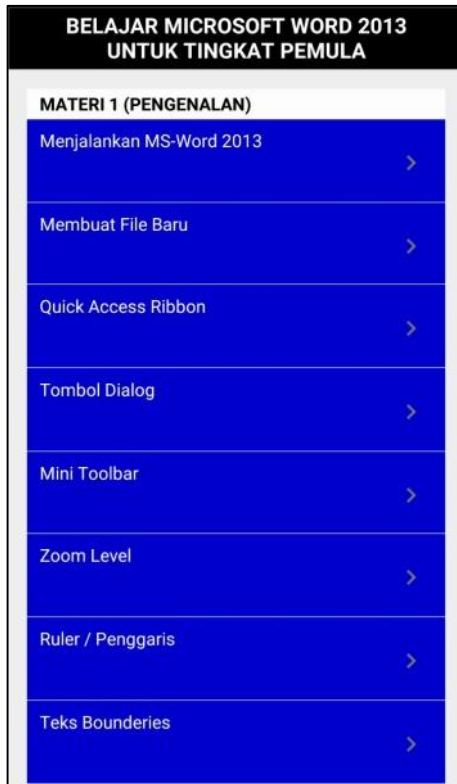 BELAJAR MICROSOFT WORD 2013
UNTUK TINGKAT PEMULA
MATERI 1 (PENGENALAN)
Menjalankan MS-Word 2013
Membuat File Baru
Quick Access Ribbon
Tombol Dialog
Mini Toolbar
Zoom Level
Ruler / Penggaris
Teks Bounderies